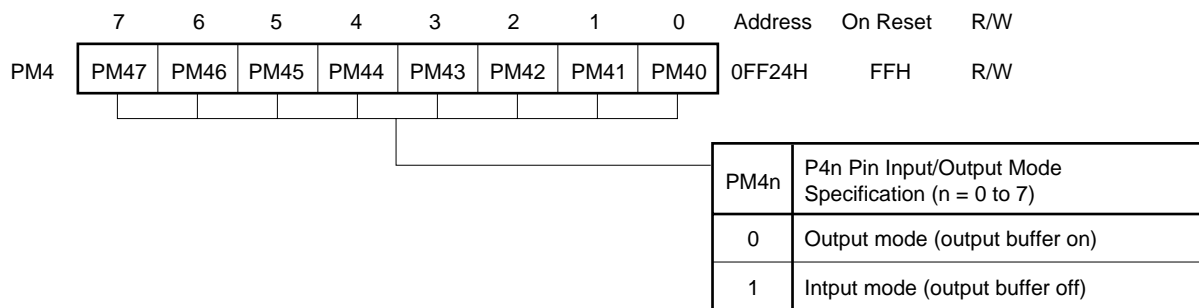 7 6 5 4 3 2 1 0 Address On Reset R/W
PM4 PM47 PM46 PM45 PM44 PM43 PM42 PM41 PM40 0FF24H FFH R/W
PM4n P4n Pin Input/Output Mode
Specification (n = 0 to 7)
0 Output mode (output buffer on)
1 Intput mode (output buffer off)